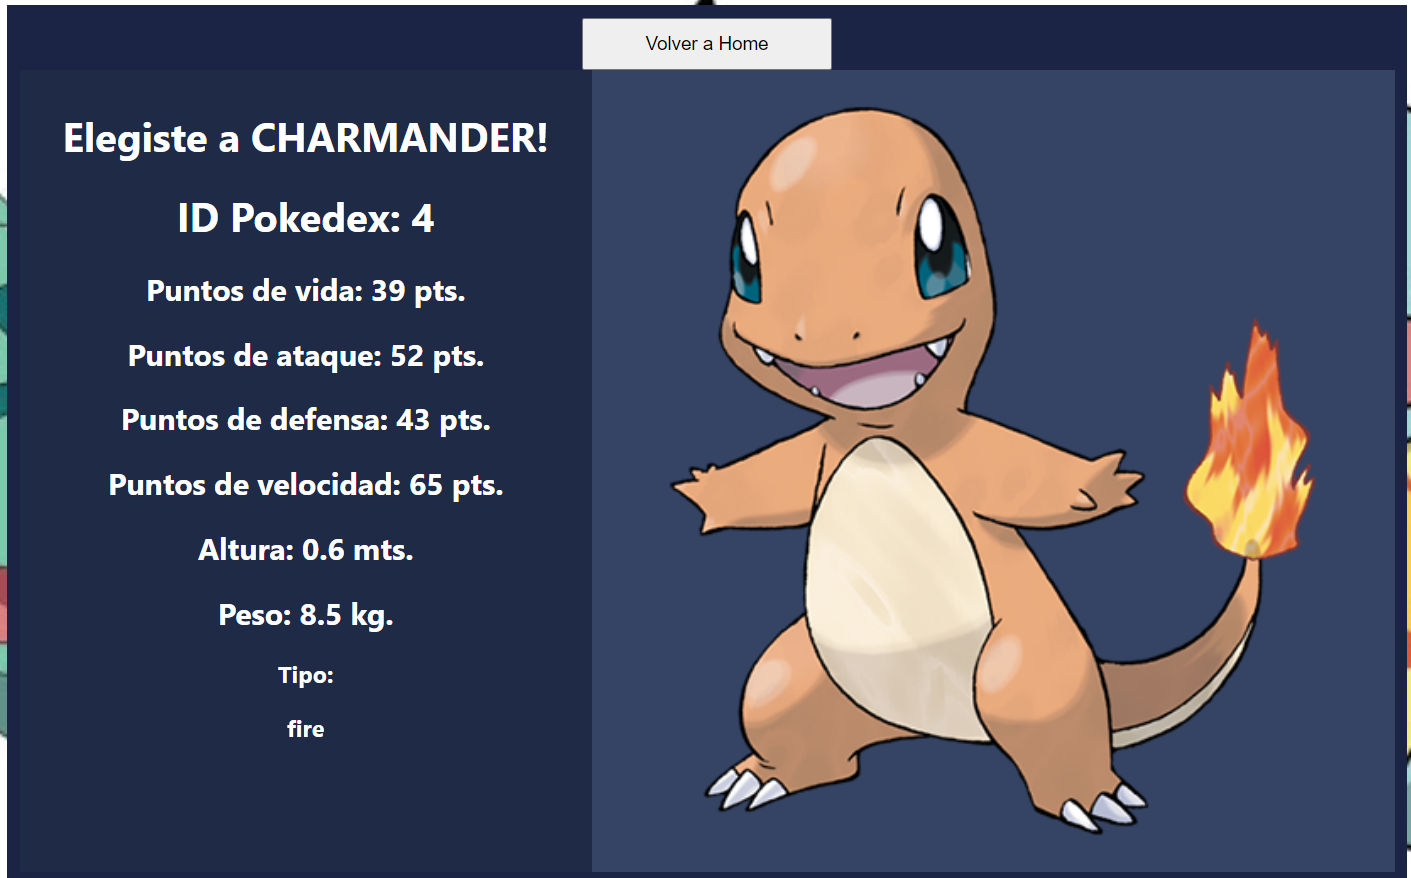 Volver a Home
Elegiste a CHARMANDER!
ID Pokedex: 4
Puntos de vida: 39 pts.
Puntos de ataque: 52 pts.
Puntos de defensa: 43 pts.
Puntos de velocidad: 65 pts.
Altura: 0.6 mts.
Peso: 8.5 kg.
Tipo:
fire